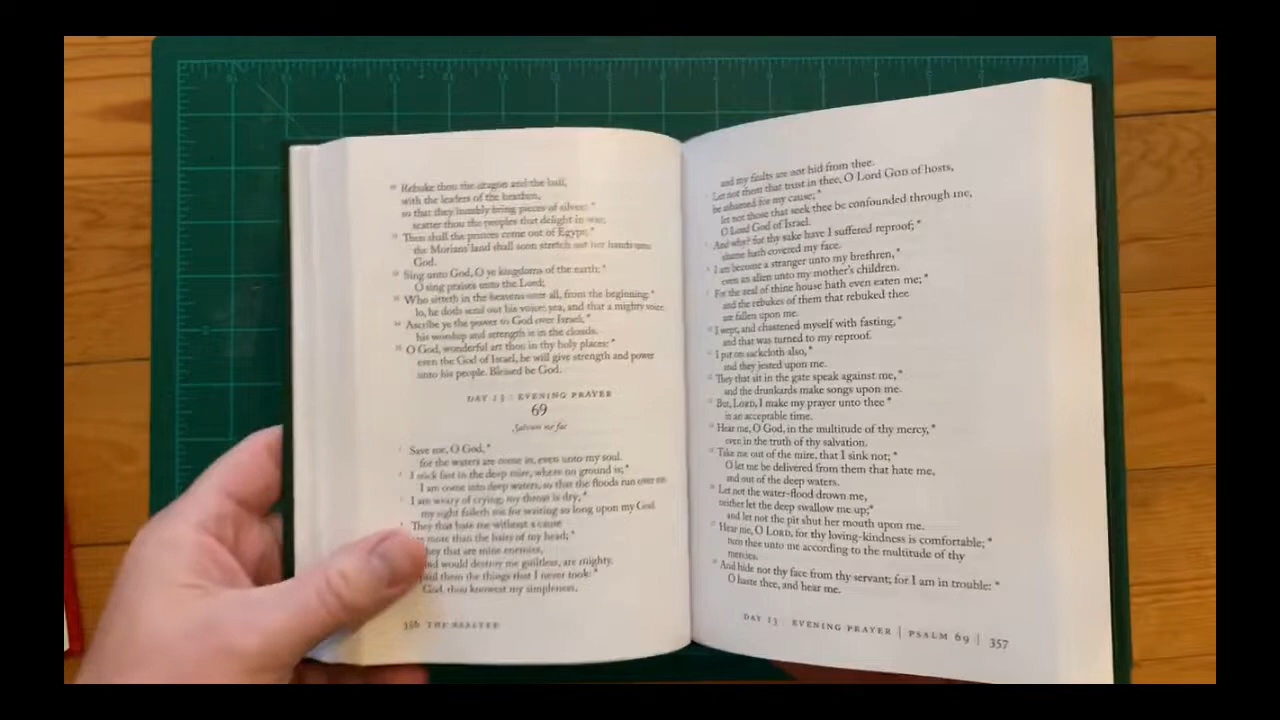 Rebuke thou the dragon and the bull,
with the leaders of the heathen,
so that they humbly bring pieces of silver: *
scatter thou the peoples that delight in war;
Then shall the princes come out of Egypt; *
the Morians' land shall soon stretch out her hands unto
God.
Sing unto God, O ye kingdoms of the earth; *
O sing praises unto the Lord;
Who sitteth in the heavens over all, from the beginning: *
lo, he doth send out his voice; yea, and that a mighty voice.
Ascribe ye the power to God over Israel; *
his worship and strength is in the clouds.
O God, wonderful art thou in thy holy places: *
even the God of Israel, he will give strength and power
unto his people. Blessed be God.
DAY 13 : EVENING PRAYER
69
Salvum me fac
Save me, O God, *
for the waters are come in, even unto my soul.
I stick fast in the deep mire, where no ground is; *
I am come into deep waters, so that the floods run over me.
I am weary of crying; my throat is dry; *
my sight faileth me for waiting so long upon my God.
They that hate me without a cause
more than the hairs of my head; *
they that are mine enemies,
and would destroy me guiltless, are mighty.
them the things that I never took: *
God, thou knowest my simpleness,
356 THE PSALTER
and my faults are not hid from thee.
Let not them that trust in thee, O Lord GOD of hosts,
be ashamed for my cause; *
let not those that seek thee be confounded through me,
O Lord God of Israel.
And why? for thy sake have I suffered reproof; *
shame hath covered my face.
I am become a stranger unto my brethren, *
even an alien unto my mother's children.
For the zeal of thine house hath even eaten me; *
and the rebukes of them that rebuked thee
are fallen upon me.
I wept, and chastened myself with fasting, *
and that was turned to my reproof.
I put on sackcloth also, *
and they jested upon me.
They that sit in the gate speak against me, *
and the drunkards make songs upon me.
But, LORD, I make my prayer unto thee *
in an acceptable time.
Hear me, O God, in the multitude of thy mercy, *
even in the truth of thy salvation.
Take me out of the mire, that I sink not; *
O let me be delivered from them that hate me,
and out of the deep waters.
Let not the water-flood drown me,
neither let the deep swallow me up; *
and let not the pit shut her mouth upon me.
Hear me, O LORD, for thy loving-kindness is comfortable; *
turn thee unto me according to the multitude of thy
mercies.
And hide not thy face from thy servant; for I am in trouble: *
O haste thee, and hear me.
DAY 13 EVENING PRAYER | PSALM 69 | 357